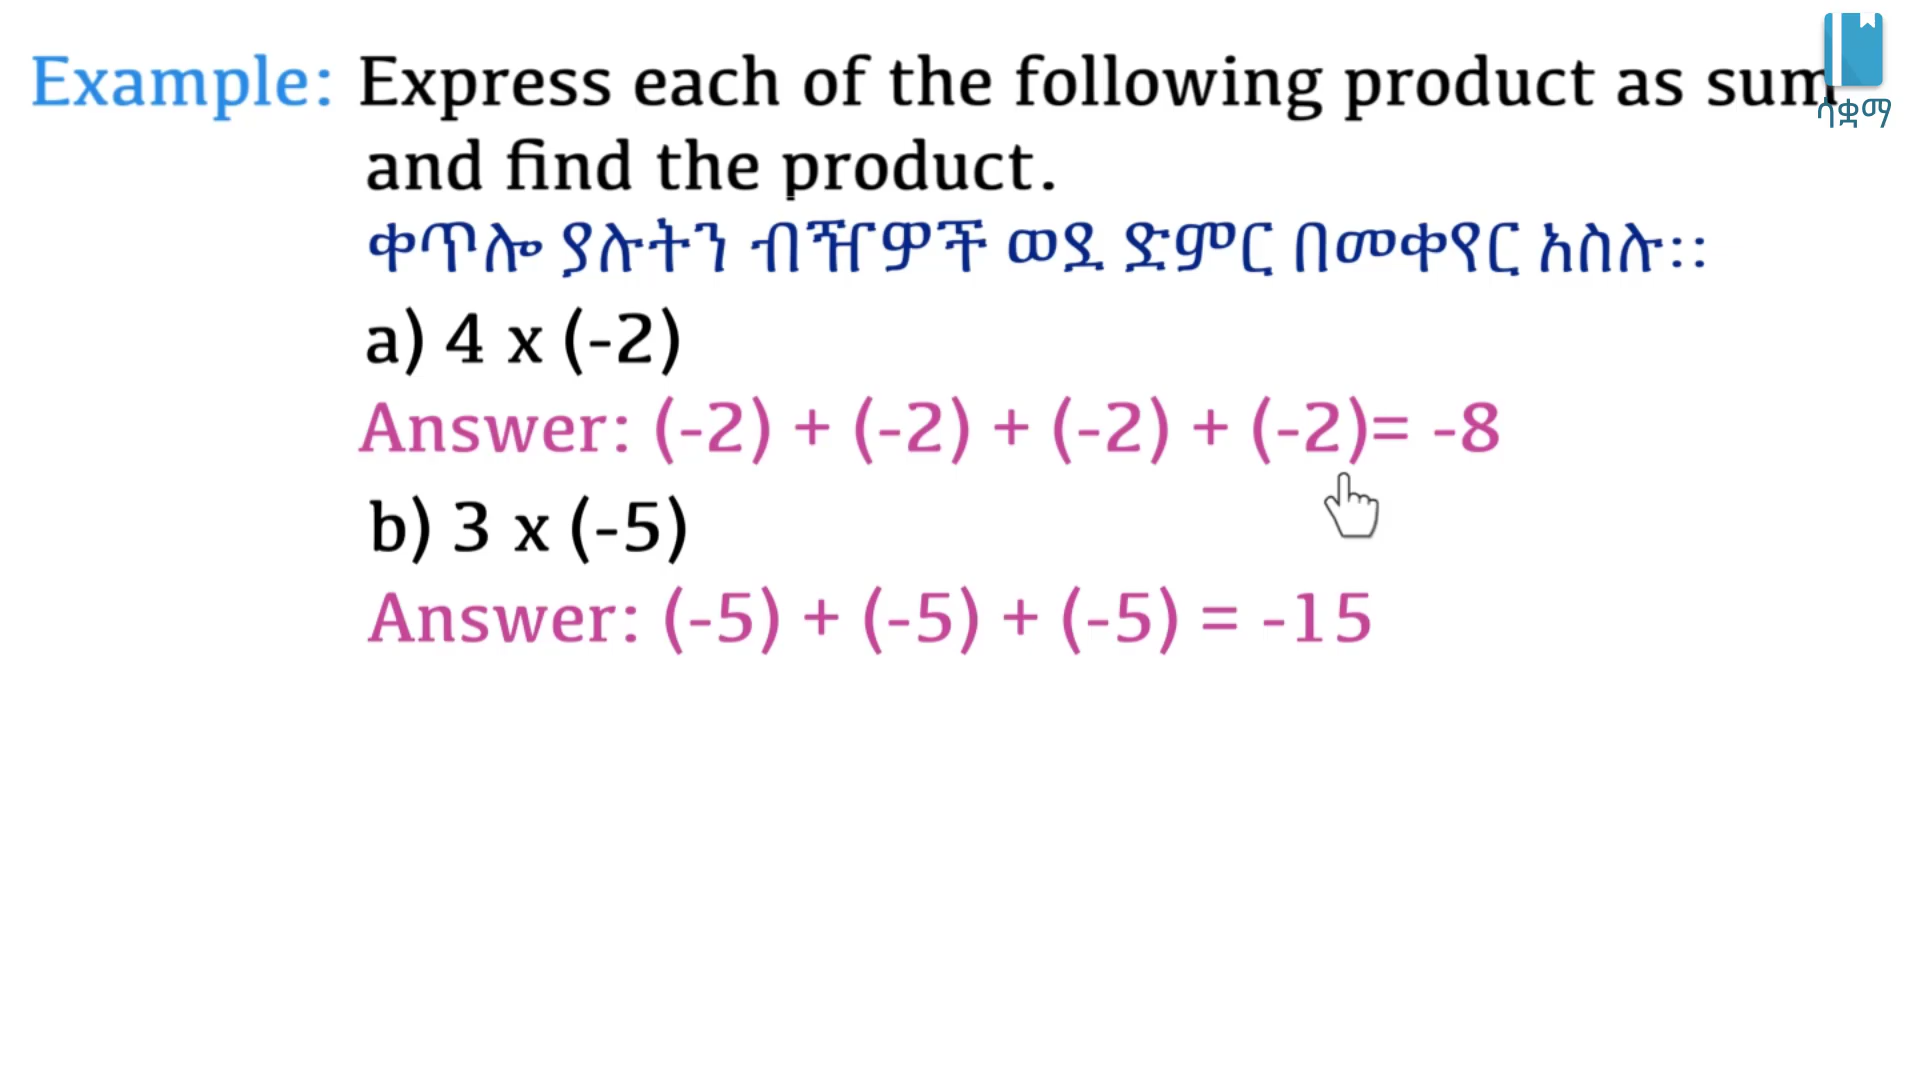 Example: Express each of the following product as sum
and find the product.
ቀጥሎ ያሉትን ብዥዎች ወደ ድምር በመቀየር አስሉ፡፡
a) 4 x (-2)
Answer: (-2) + (-2) + (-2) + (-2)= -8
b) 3 x (-5)
Answer: (-5) + (-5) + (-5) = -15
ሳቋማ